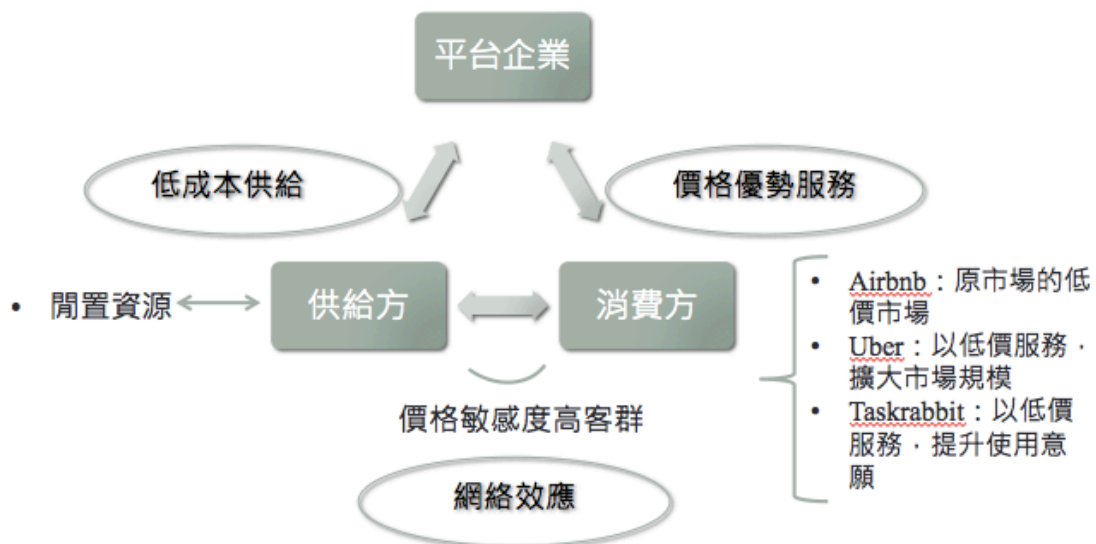 平台企業
低成本供給
價格優勢服務
• 閒置資源
供給方
消費方
• Airbnb：原市場的低
價市場
• Uber：以低價服務，
擴大市場規模
• Taskrabbit：以低價
服務，提升使用意
願
價格敏感度高客群
網絡效應